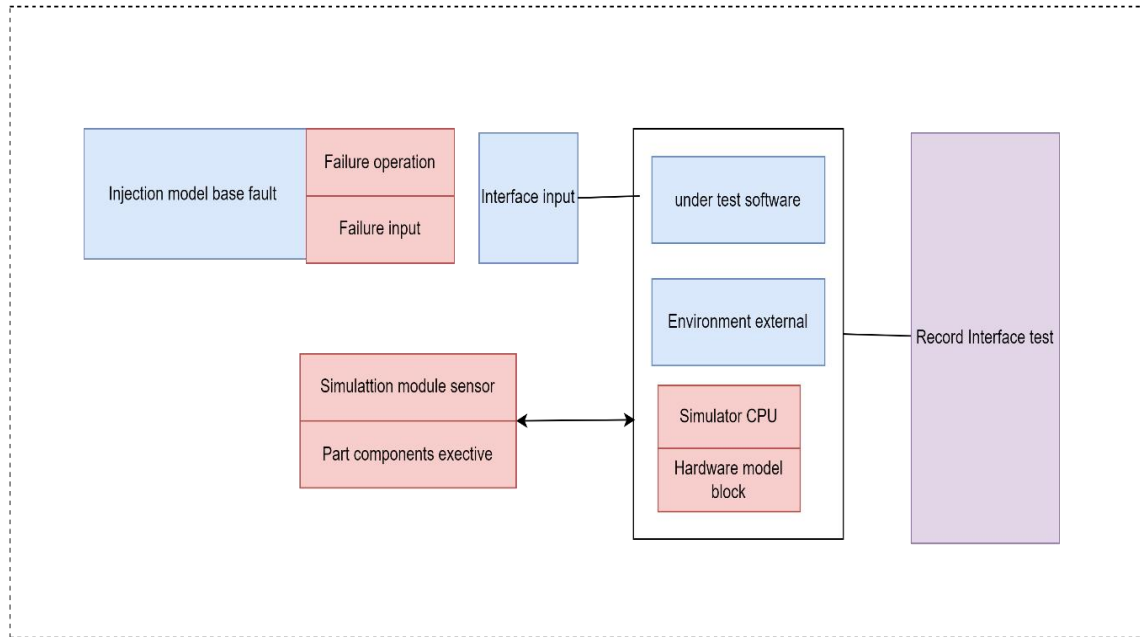 Injection model base fault
Failure operation
Failure input
Interface input
under test software
Environment external
Simulattion module sensor
Part components exective
Simulator CPU
Hardware model
block
Record Interface test